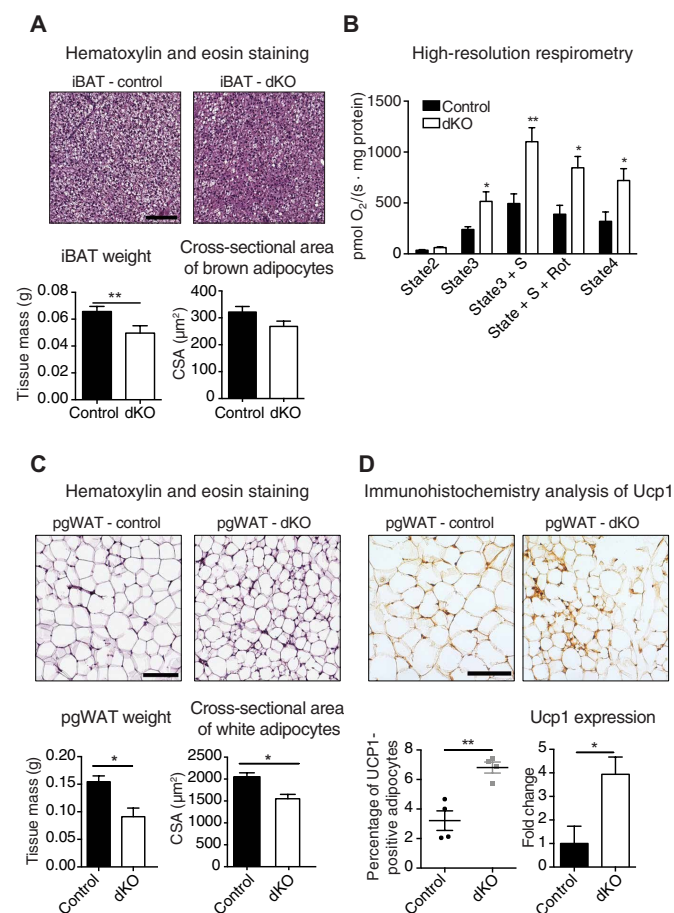 A
Hematoxylin and eosin staining
iBAT - control
iBAT - dKO
iBAT weight
Tissue mass (g)
0.08
0.06
0.04
0.02
0.00
**
Control dKO
Cross-sectional area
of brown adipocytes
CSA (µm²)
400
300
200
100
0
Control dKO
B
High-resolution respirometry
pmol O₂/(s · mg protein)
1500
1000
500
0
Control
dKO
*
**
*
*
State2
State3
State3 + S
State + S + Rot
State4
C
Hematoxylin and eosin staining
pgWAT - control
pgWAT - dKO
pgWAT weight
Tissue mass (g)
0.20
0.15
0.10
0.05
0.00
*
Control
dKO
Cross-sectional area
of white adipocytes
CSA (µm²)
2500
2000
1500
1000
500
0
*
Control
dKO
D
Immunohistochemistry analysis of Ucp1
pgWAT - control
pgWAT - dKO
Percentage of UCP1-
positive adipocytes
8
6
4
2
0
**
Control
dKO
Ucp1 expression
Fold change
5
4
3
2
1
0
*
Control
dKO